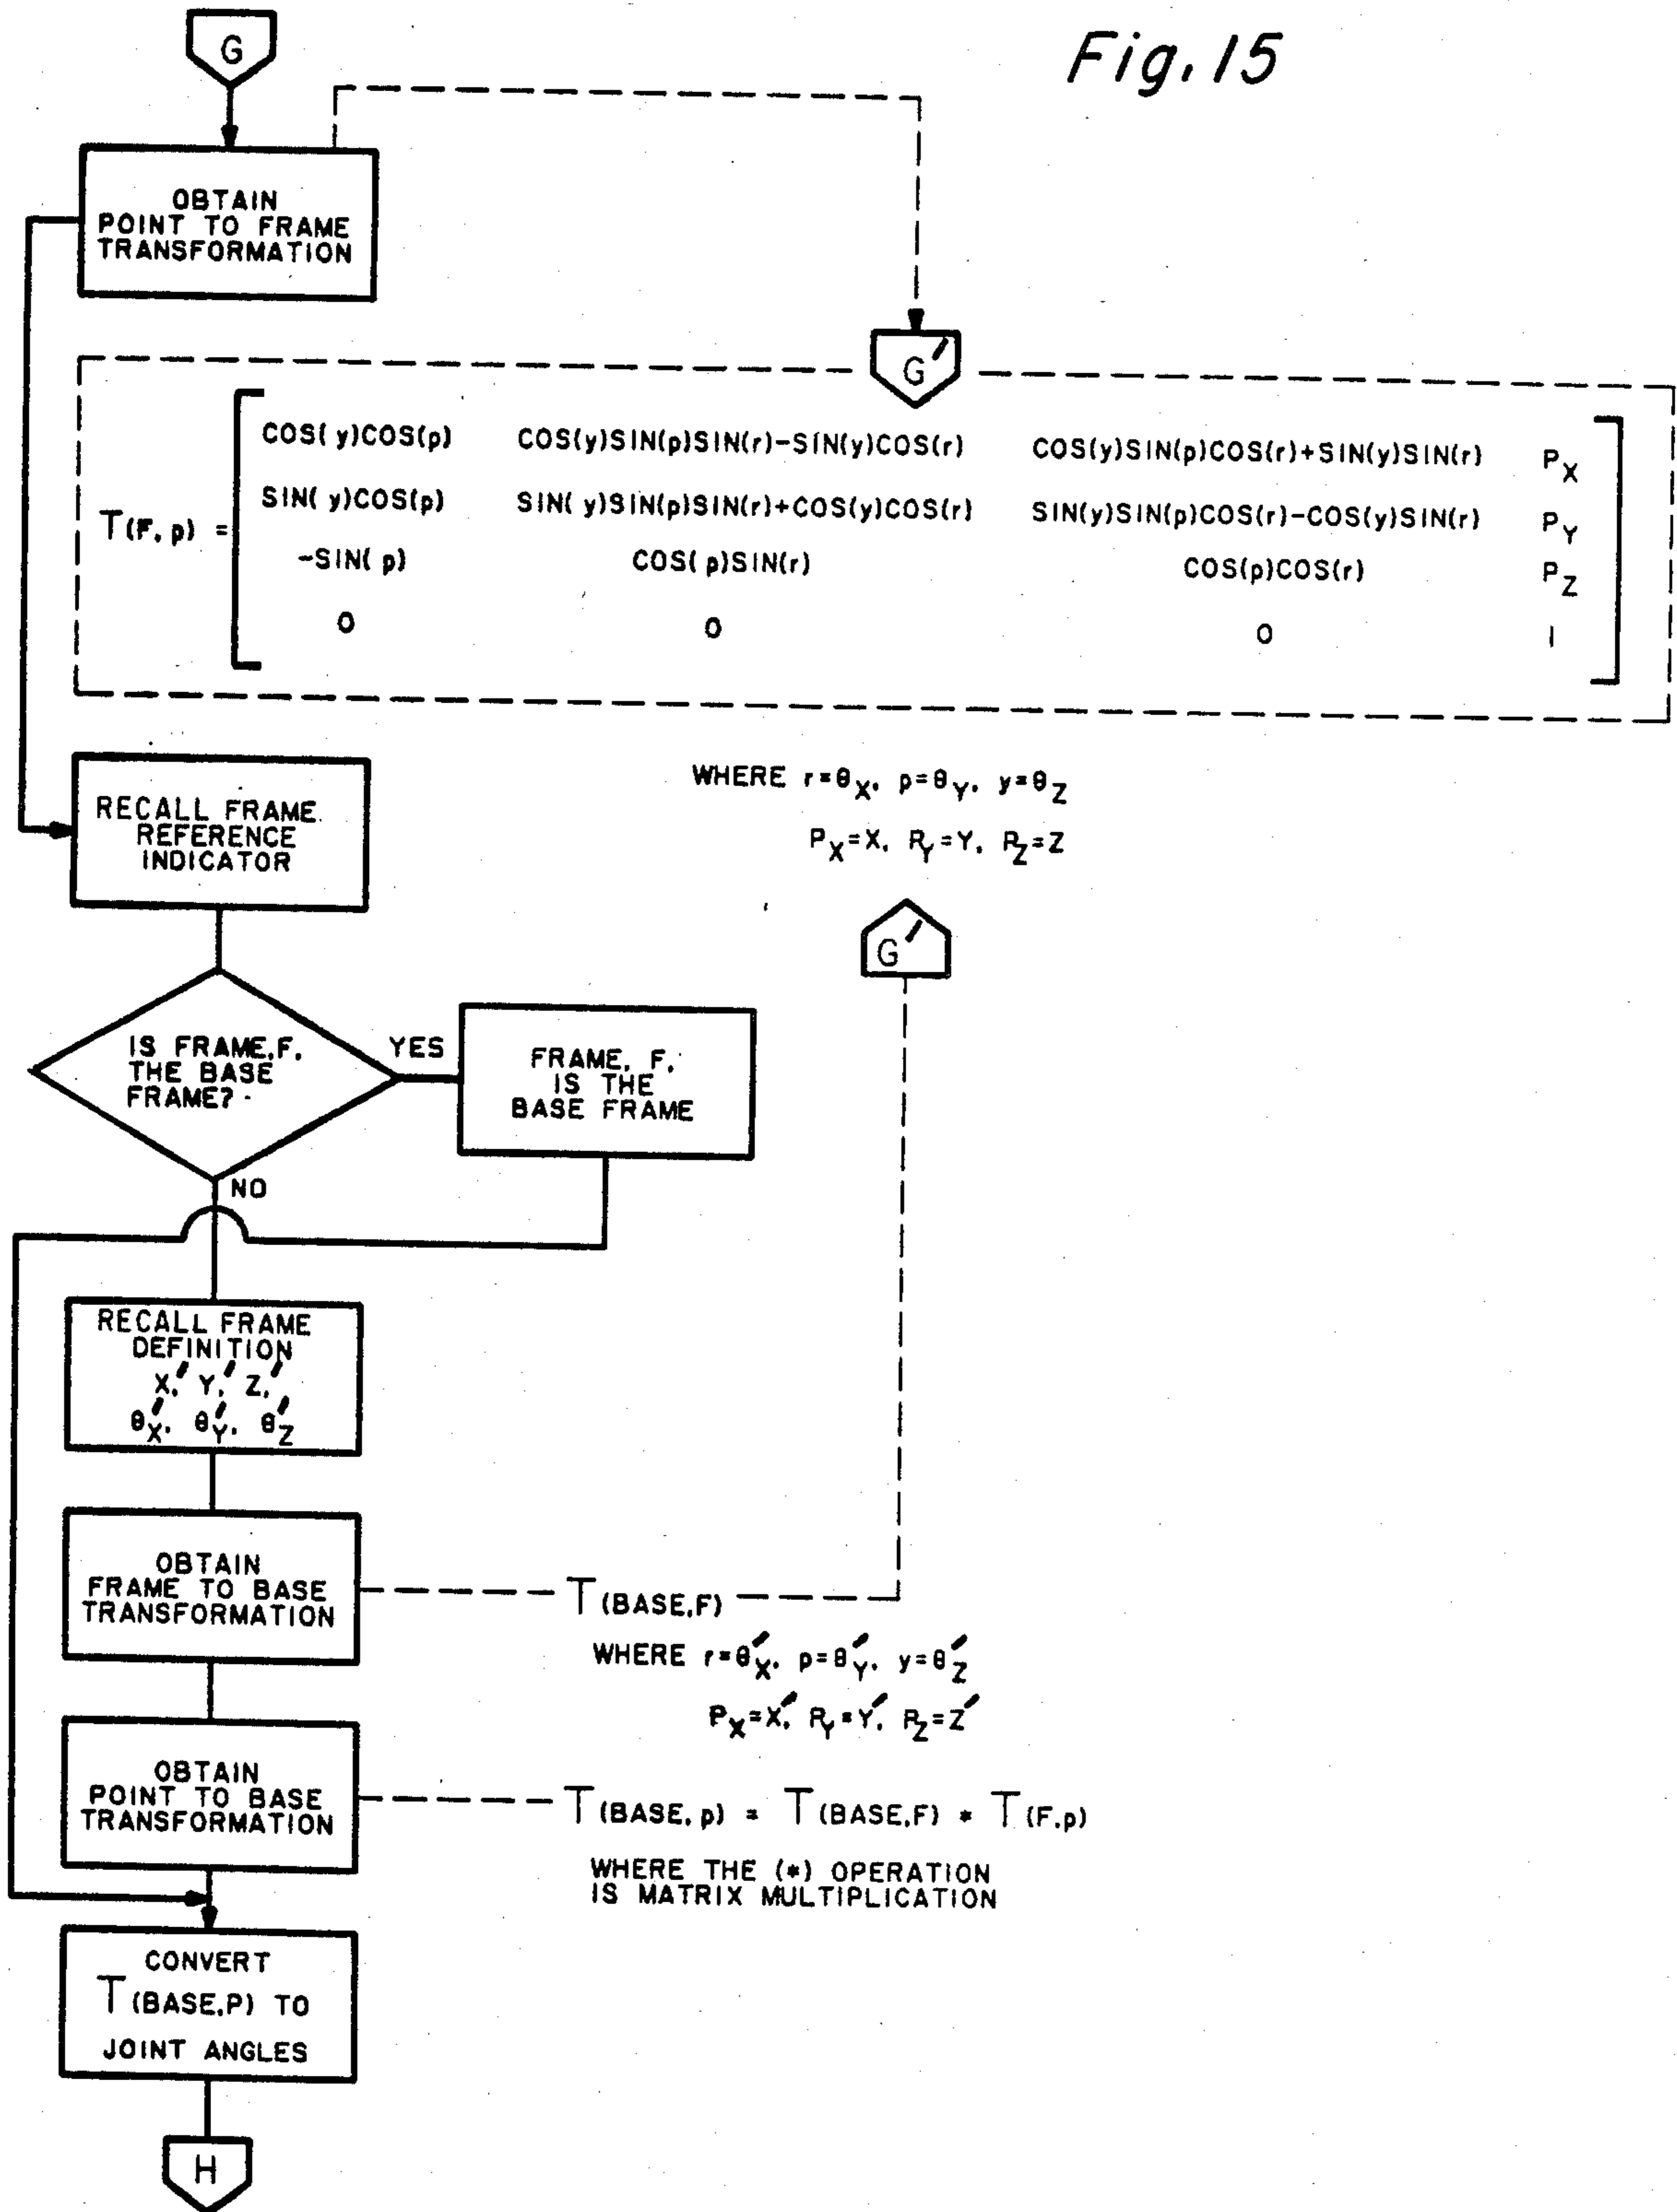 Fig. 15
G
OBTAIN
POINT TO FRAME
TRANSFORMATION
G'
T(F, p) =
COS( y)COS(p) COS(y)SIN(p)SIN(r)-SIN(y)COS(r) COS(y)SIN(p)COS(r)+SIN(y)SIN(r) PX
SIN( y)COS(p) SIN( y)SIN(p)SIN(r)+COS(y)COS(r) SIN(y)SIN(p)COS(r)-COS(y)SIN(r) PY
-SIN( p) COS( p)SIN(r) COS(p)COS(r) PZ
0 0 0 1
WHERE r=θX, p=θY, y=θZ
PX=X, PY=Y, PZ=Z
RECALL FRAME
REFERENCE
INDICATOR
G'
IS FRAME, F,
THE BASE
FRAME?
YES
FRAME, F,
IS THE
BASE FRAME
NO
RECALL FRAME
DEFINITION
X,' Y,' Z,'
θ'X, θ'Y, θ'Z
OBTAIN
FRAME TO BASE
TRANSFORMATION
T(BASE,F)
WHERE r=θ'X, p=θ'Y, y=θ'Z
PX=X', PY=Y', PZ=Z'
OBTAIN
POINT TO BASE
TRANSFORMATION
T(BASE, p) = T(BASE,F) * T(F,p)
WHERE THE (*) OPERATION
IS MATRIX MULTIPLICATION
CONVERT
T(BASE,P) TO
JOINT ANGLES
H